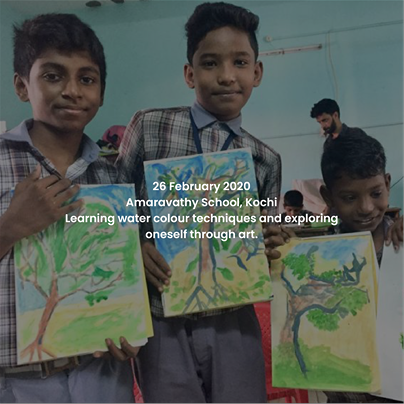 26 February 2020
Amaravathy School, Kochi
Learning water colour techniques and exploring
oneself through art.